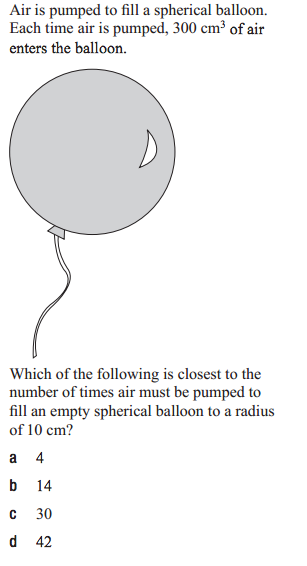 Air is pumped to fill a spherical balloon.
Each time air is pumped, 300 cm³ of air
enters the balloon.
Which of the following is closest to the
number of times air must be pumped to
fill an empty spherical balloon to a radius
of 10 cm?
a 4
b 14
c 30
d 42